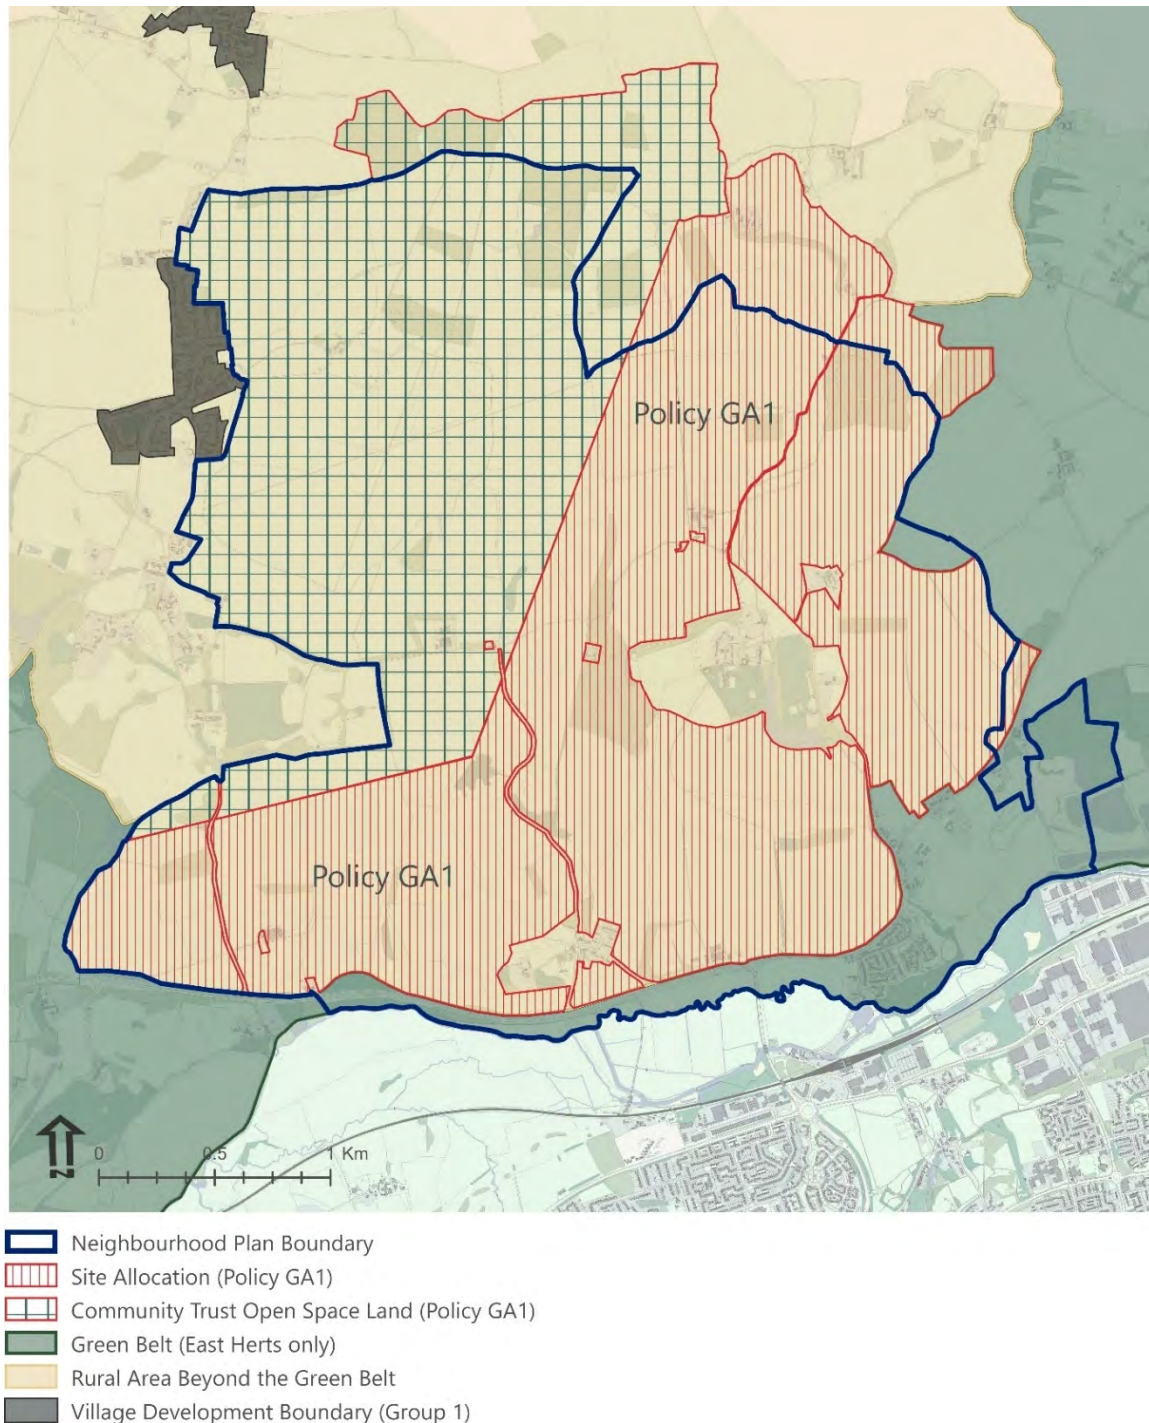 Policy GA1
Policy GA1
N
0 0.5 1 Km
Neighbourhood Plan Boundary
Site Allocation (Policy GA1)
Community Trust Open Space Land (Policy GA1)
Green Belt (East Herts only)
Rural Area Beyond the Green Belt
Village Development Boundary (Group 1)